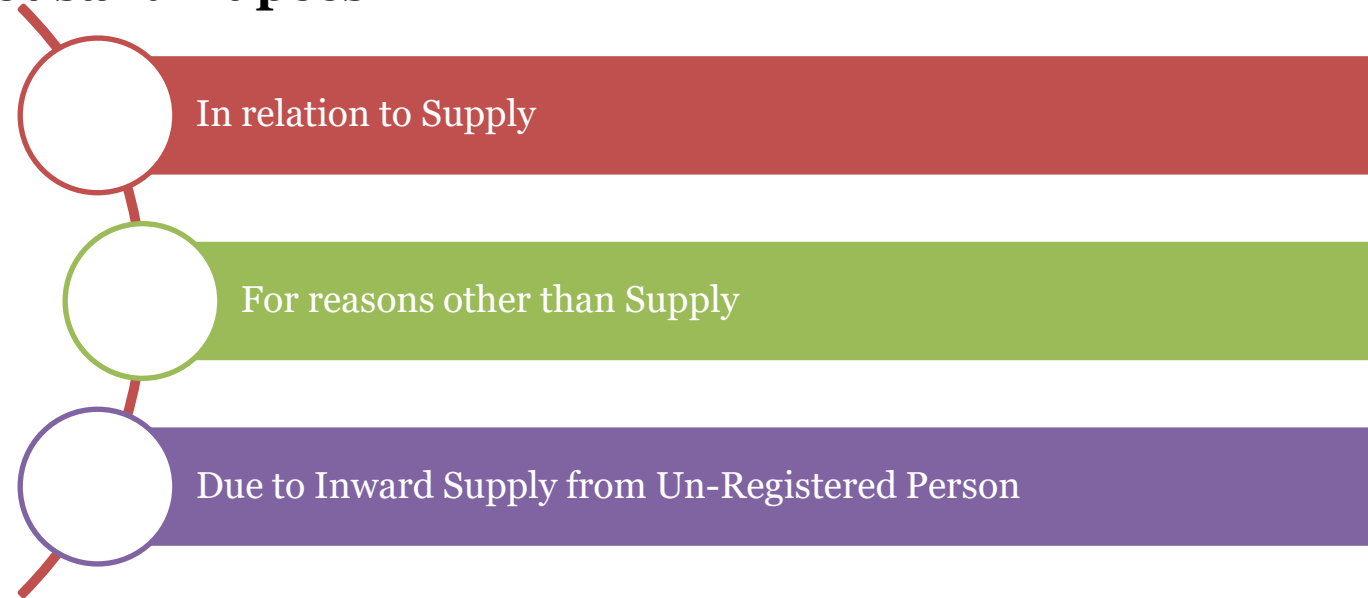 In relation to Supply
For reasons other than Supply
Due to Inward Supply from Un-Registered Person